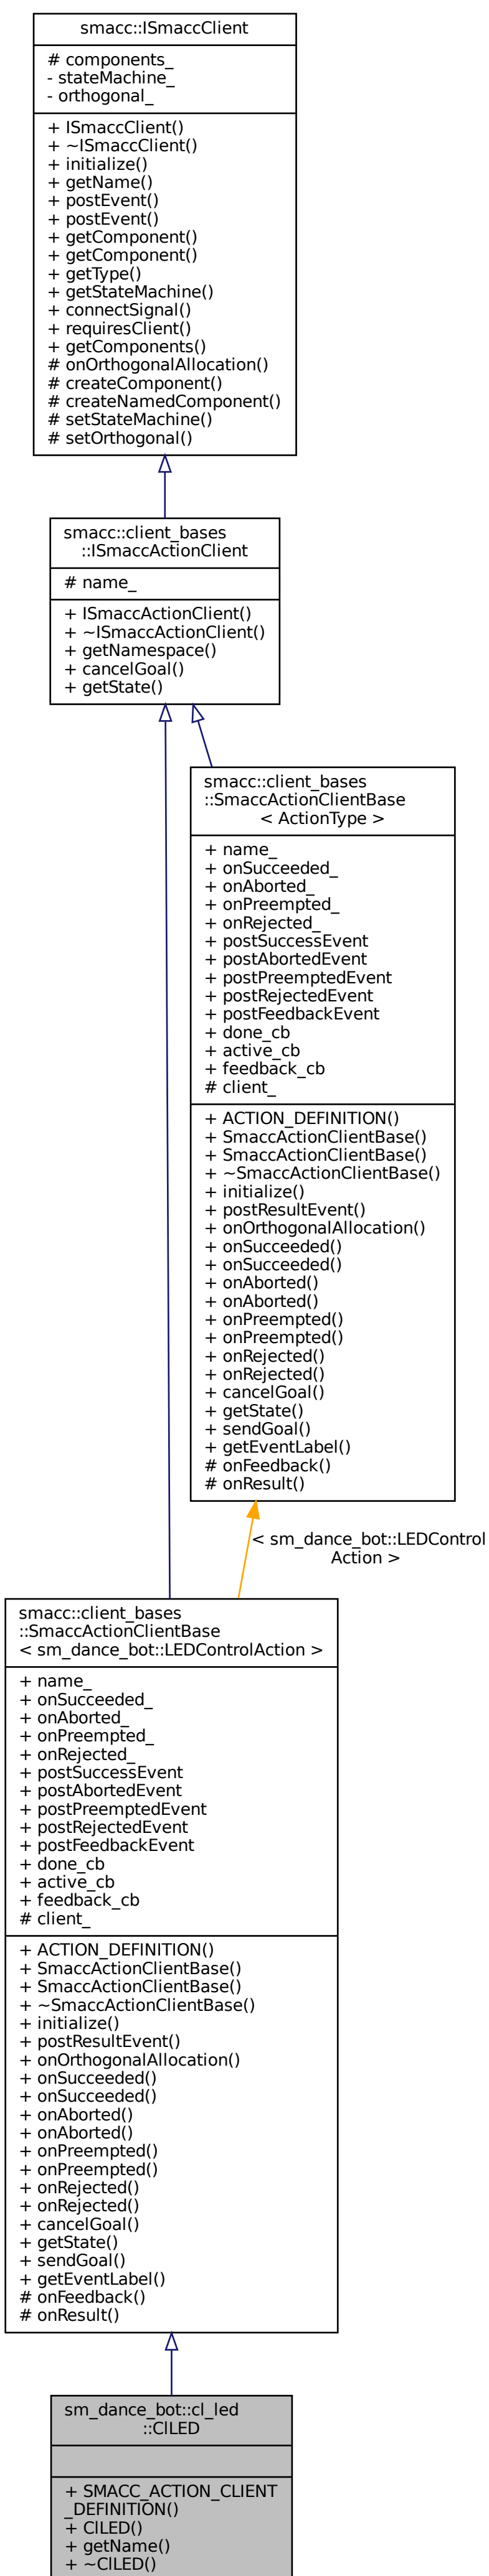 smacc::ISmaccClient
# components_
- stateMachine_
- orthogonal_
+ ISmaccClient()
+ ~ISmaccClient()
+ initialize()
+ getName()
+ postEvent()
+ postEvent()
+ getComponent()
+ getComponent()
+ getType()
+ getStateMachine()
+ connectSignal()
+ requiresClient()
+ getComponents()
# onOrthogonalAllocation()
# createComponent()
# createNamedComponent()
# setStateMachine()
# setOrthogonal()
smacc::client_bases
::ISmaccActionClient
# name_
+ ISmaccActionClient()
+ ~ISmaccActionClient()
+ getNamespace()
+ cancelGoal()
+ getState()
smacc::client_bases
::SmaccActionClientBase
< ActionType >
+ name_
+ onSucceeded_
+ onAborted_
+ onPreempted_
+ onRejected_
+ postSuccessEvent
+ postAbortedEvent
+ postPreemptedEvent
+ postRejectedEvent
+ postFeedbackEvent
+ done_cb
+ active_cb
+ feedback_cb
# client_
+ ACTION_DEFINITION()
+ SmaccActionClientBase()
+ SmaccActionClientBase()
+ ~SmaccActionClientBase()
+ initialize()
+ postResultEvent()
+ onOrthogonalAllocation()
+ onSucceeded()
+ onSucceeded()
+ onAborted()
+ onAborted()
+ onPreempted()
+ onPreempted()
+ onRejected()
+ onRejected()
+ cancelGoal()
+ getState()
+ sendGoal()
+ getEventLabel()
# onFeedback()
# onResult()
< sm_dance_bot::LEDControl
Action >
smacc::client_bases
::SmaccActionClientBase
< sm_dance_bot::LEDControlAction >
+ name_
+ onSucceeded_
+ onAborted_
+ onPreempted_
+ onRejected_
+ postSuccessEvent
+ postAbortedEvent
+ postPreemptedEvent
+ postRejectedEvent
+ postFeedbackEvent
+ done_cb
+ active_cb
+ feedback_cb
# client_
+ ACTION_DEFINITION()
+ SmaccActionClientBase()
+ SmaccActionClientBase()
+ ~SmaccActionClientBase()
+ initialize()
+ postResultEvent()
+ onOrthogonalAllocation()
+ onSucceeded()
+ onSucceeded()
+ onAborted()
+ onAborted()
+ onPreempted()
+ onPreempted()
+ onRejected()
+ onRejected()
+ cancelGoal()
+ getState()
+ sendGoal()
+ getEventLabel()
# onFeedback()
# onResult()
sm_dance_bot::cl_led
::ClLED
+ SMACC_ACTION_CLIENT
_DEFINITION()
+ ClLED()
+ getName()
+ ~ClLED()